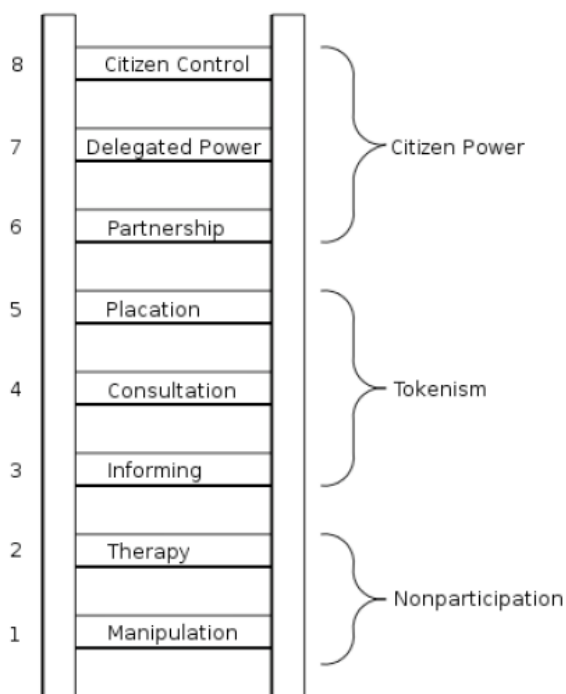 8 Citizen Control
7 Delegated Power Citizen Power
6 Partnership
5 Placation
4 Consultation Tokenism
3 Informing
2 Therapy
Nonparticipation
1 Manipulation